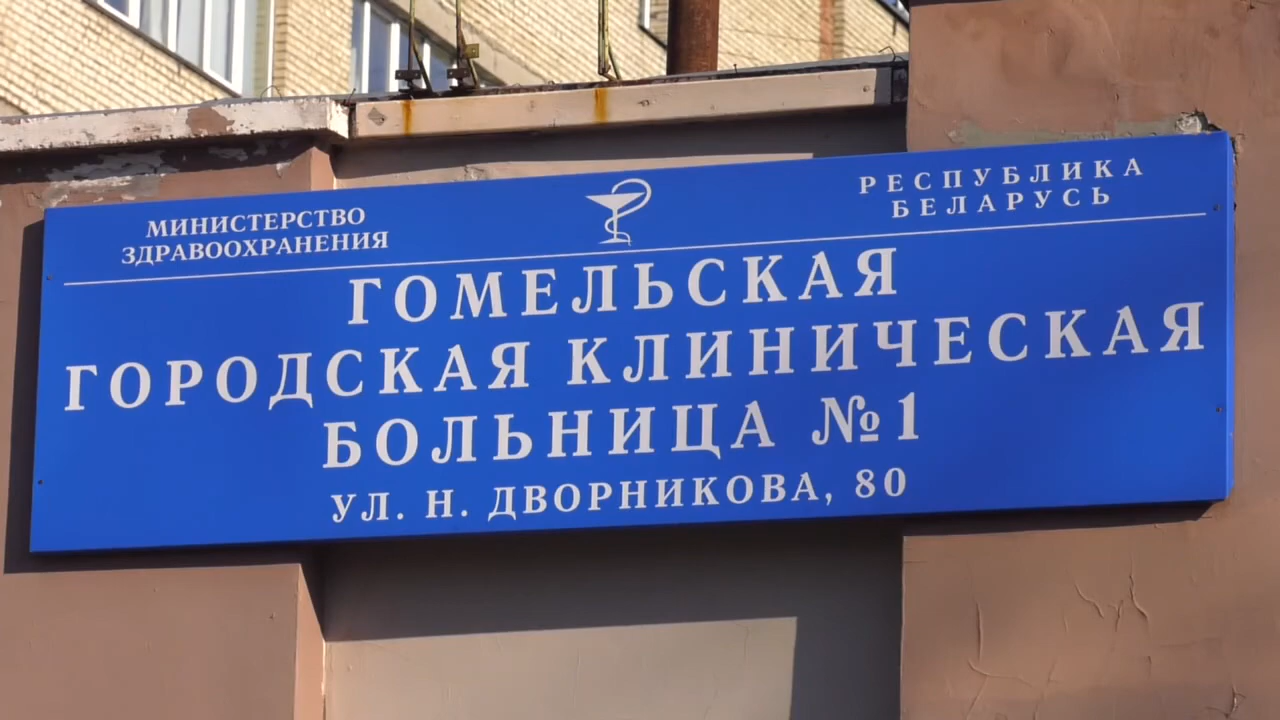 МИНИСТЕРСТВО
ЗДРАВООХРАНЕНИЯ
РЕСПУБЛИКА
БЕЛАРУСЬ
ГОМЕЛЬСКАЯ
ГОРОДСКАЯ КЛИНИЧЕСКАЯ
БОЛЬНИЦА №1
УЛ. Н. ДВОРНИКОВА, 80